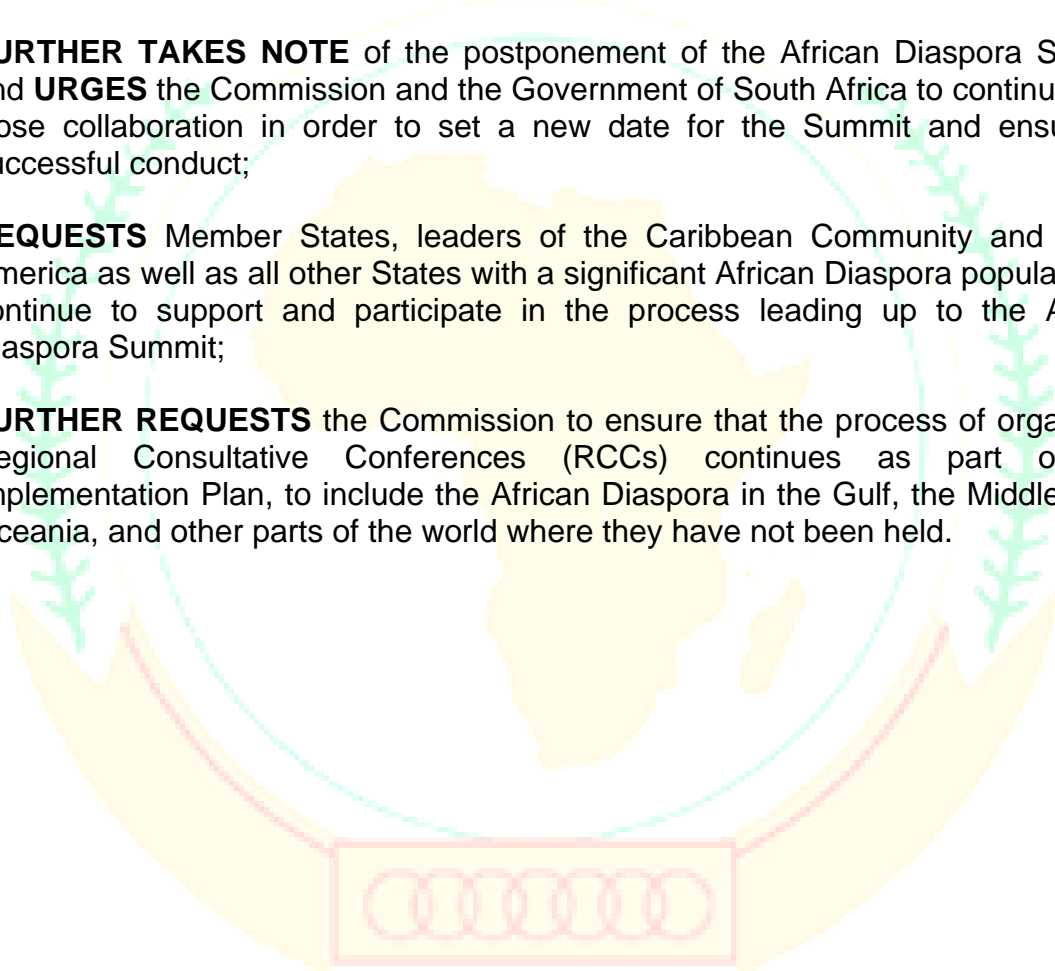 URTHER TAKES NOTE of the postponement of the African Diaspora S
nd URGES the Commission and the Government of South Africa to continu
ose collaboration in order to set a new date for the Summit and ensu
uccessful conduct;
EQUESTS Member States, leaders of the Caribbean Community and
merica as well as all other States with a significant African Diaspora popula
ontinue to support and participate in the process leading up to the A
iaspora Summit;
URTHER REQUESTS the Commission to ensure that the process of orga
egional Consultative Conferences (RCCs) continues as part o
mplementation Plan, to include the African Diaspora in the Gulf, the Middle
ceania, and other parts of the world where they have not been held.